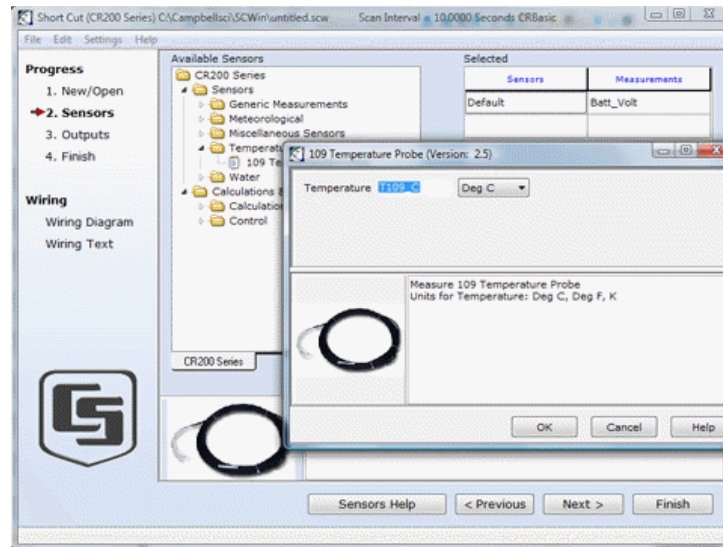 Short Cut (CR200 Series) C:\Campbellsci\SCWin\untitled.scw Scan Interval = 10.0000 Seconds CRBasic
File Edit Settings Help
Progress
1. New/Open
2. Sensors
3. Outputs
4. Finish
Wiring
Wiring Diagram
Wiring Text
Available Sensors
CR200 Series
Sensors
Generic Measurements
Meteorological
Miscellaneous Sensors
Temperat
109 Te
Water
Calculations &
Calculation
Control
CR200 Series
Selected
Sensors Measurements
Default Batt_Volt
109 Temperature Probe (Version: 2.5)
Temperature T109_C Deg C
Measure 109 Temperature Probe
Units for Temperature: Deg C, Deg F, K
OK Cancel Help
Sensors Help < Previous Next > Finish